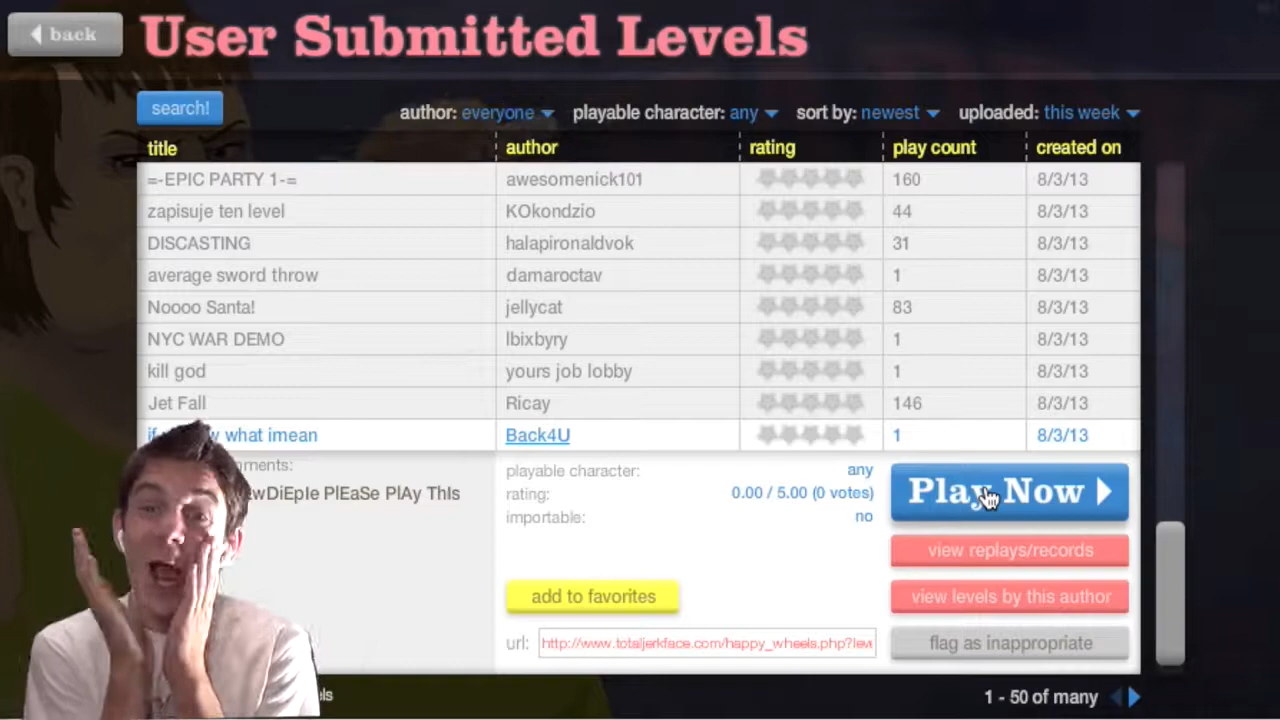 back
User Submitted Levels
search!
author: everyone playable character: any sort by: newest uploaded: this week
title author rating play count created on
=-EPIC PARTY 1-= awesomenick101 160 8/3/13
zapisuje ten level KOkondzio 44 8/3/13
DISCASTING halapironaldvok 31 8/3/13
average sword throw damaroctav 1 8/3/13
Noooo Santa! jellycat 83 8/3/13
NYC WAR DEMO lbixbyry 1 8/3/13
kill god yours job lobby 1 8/3/13
Jet Fall Ricay 146 8/3/13
what imean Back4U 1 8/3/13
playable character: any
rating: 0.00 / 5.00 (0 votes)
importable: no
PlEaSe PlAy ThIs
Play Now
view replays/records
add to favorites
view levels by this author
url: http://www.totaljerkface.com/happy_wheels.php?lev
flag as inappropriate
1 - 50 of many